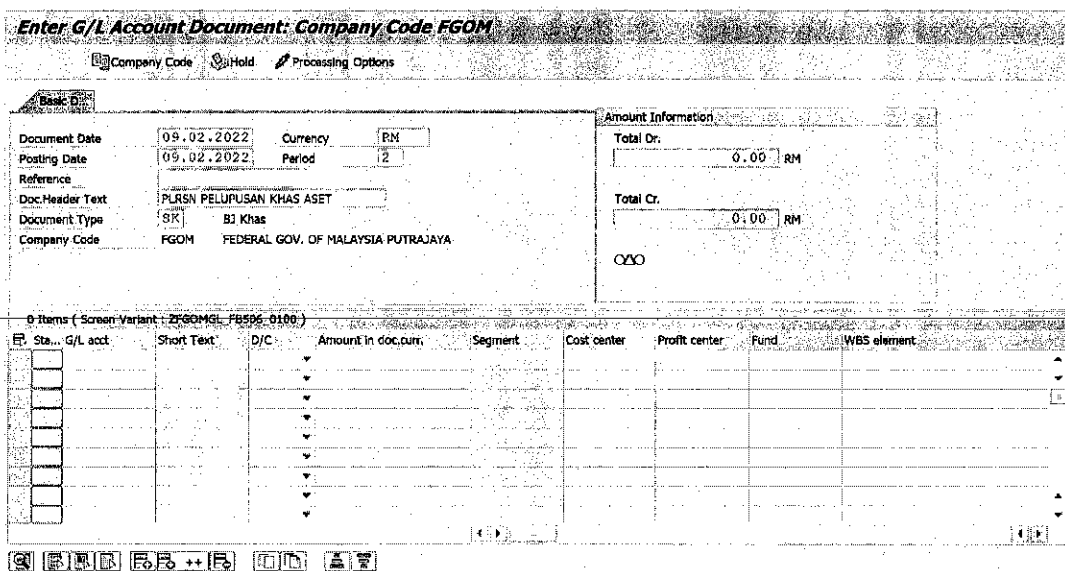 Enter G/L Account Document: Company Code FGOM
Company Code Hold Processing Options
Basic D...
Document Date 09.02.2022 Currency RM
Posting Date 09.02.2022 Period 2
Reference
Doc.Header Text PLRSN PELUPUSAN KHAS ASET
Document Type SK BJ Khas
Company Code FGOM FEDERAL GOV. OF MALAYSIA PUTRAJAYA
Amount Information
Total Dr.
0.00 RM
Total Cr.
0.00 RM
0 Items ( Screen Variant : ZFGOMGL_FB506_0100 )
Sta... G/L acct Short Text D/C Amount in doc.curr. Segment Cost center Profit center Fund WBS element